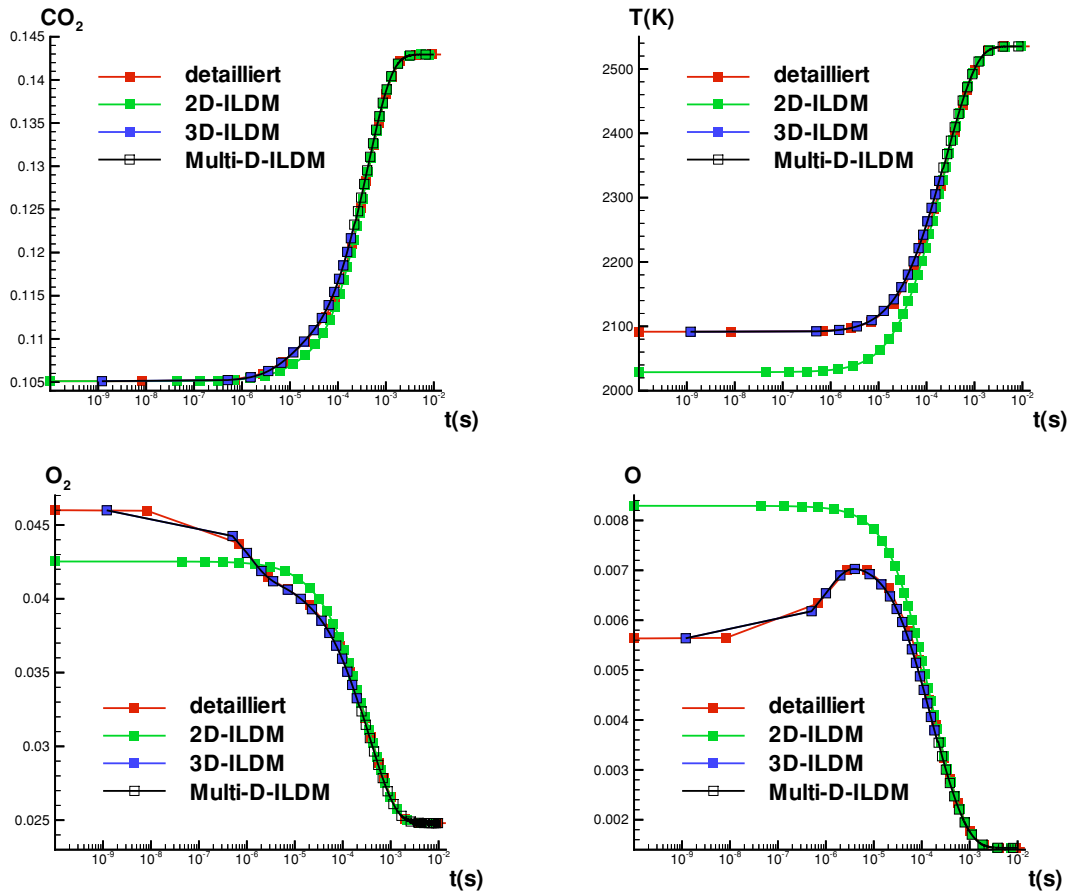 CO2
0.145
0.14
0.135
0.13
0.125
0.12
0.115
0.11
0.105
detailliert
2D-ILDM
3D-ILDM
Multi-D-ILDM
10^-9 10^-8 10^-7 10^-6 10^-5 10^-4 10^-3 10^-2
t(s)
T(K)
2500
2400
2300
2200
2100
2000
detailliert
2D-ILDM
3D-ILDM
Multi-D-ILDM
10^-9 10^-8 10^-7 10^-6 10^-5 10^-4 10^-3 10^-2
t(s)
O2
0.045
0.04
0.035
0.03
0.025
detailliert
2D-ILDM
3D-ILDM
Multi-D-ILDM
10^-9 10^-8 10^-7 10^-6 10^-5 10^-4 10^-3 10^-2
t(s)
O
0.008
0.007
0.006
0.005
0.004
0.003
0.002
detailliert
2D-ILDM
3D-ILDM
Multi-D-ILDM
10^-9 10^-8 10^-7 10^-6 10^-5 10^-4 10^-3 10^-2
t(s)